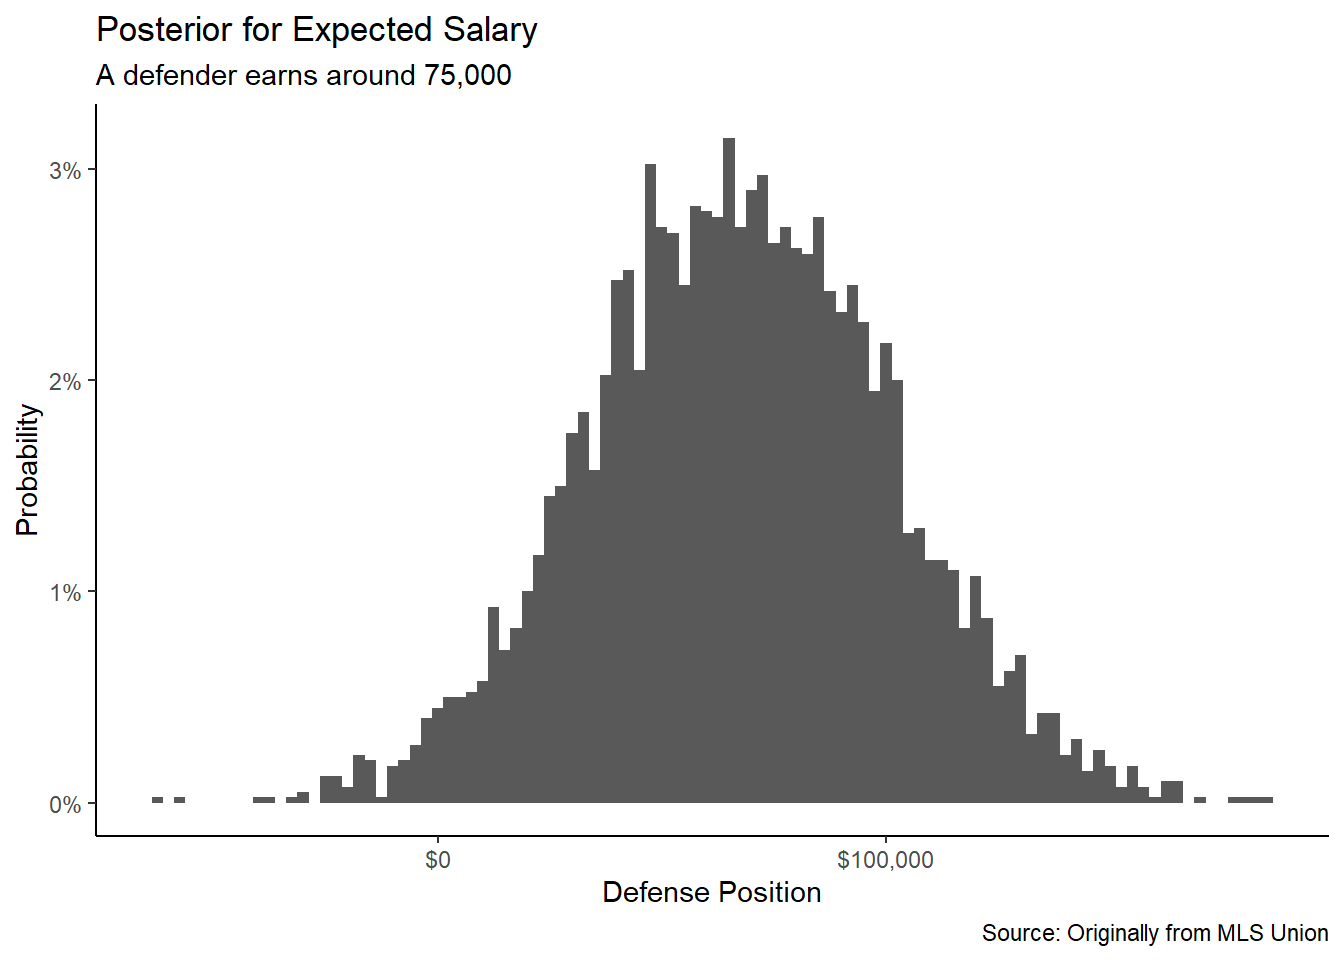 Posterior for Expected Salary
A defender earns around 75,000
3%
2%
1%
0%
Probability
$0
$100,000
Defense Position
Source: Originally from MLS Union